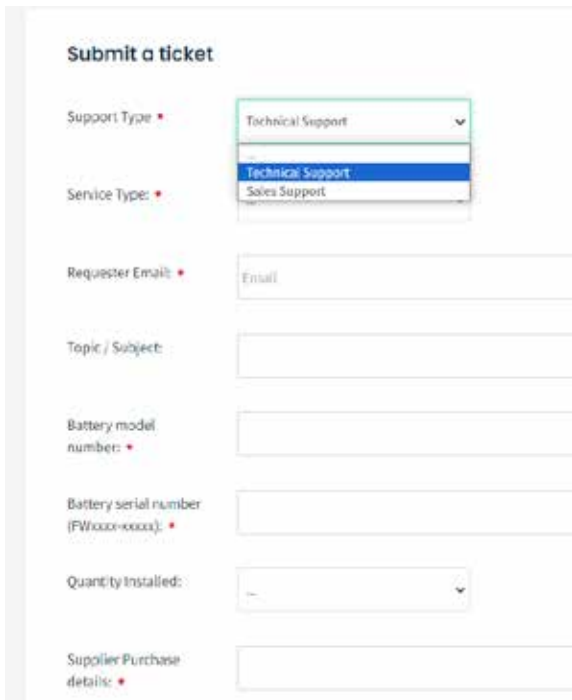 Submit a ticket
Support Type •
Technical Support
...
Technical Support
Sales Support
Service Type: •
Requester Email: •
Email
Topic / Subject:
Battery model
number: •
Battery serial number
(FWxxxx-xxxxx): •
Quantity Installed:
...
Supplier Purchase
details: •